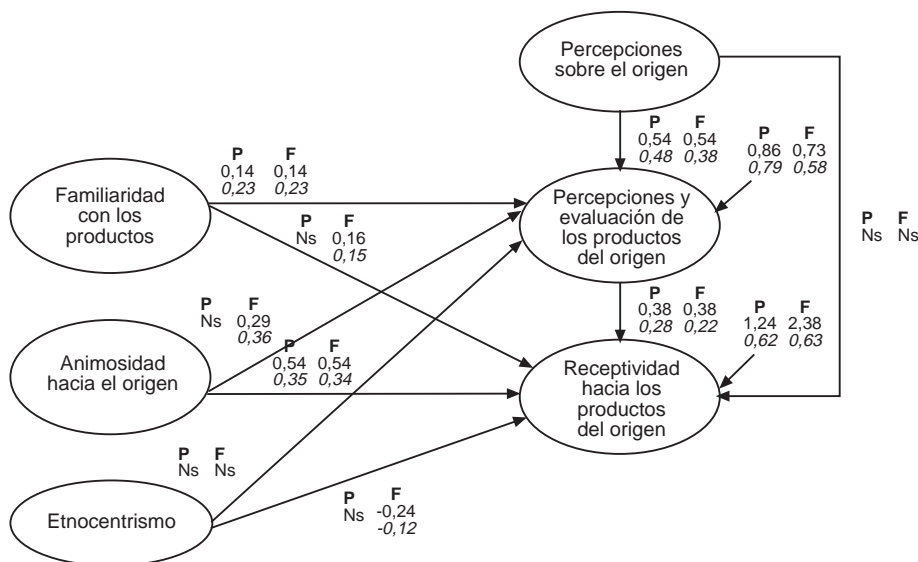 Percepciones
sobre el origen
P F
0,54 0,54
0,48 0,38
P F
0,86 0,73
0,79 0,58
P F
0,14 0,14
0,23 0,23
Familiaridad
con los
productos
Percepciones y
evaluación de
los productos
del origen
P F
Ns 0,16
0,15
P F
Ns Ns
P F
Ns 0,29
0,36
P F
0,38 0,38
0,28 0,22
P F
1,24 2,38
0,62 0,63
Animosidad
hacia el origen
P F
0,54 0,54
0,35 0,34
Receptividad
hacia los
productos
del origen
P F
Ns Ns
Etnocentrismo
P F
Ns -0,24
-0,12